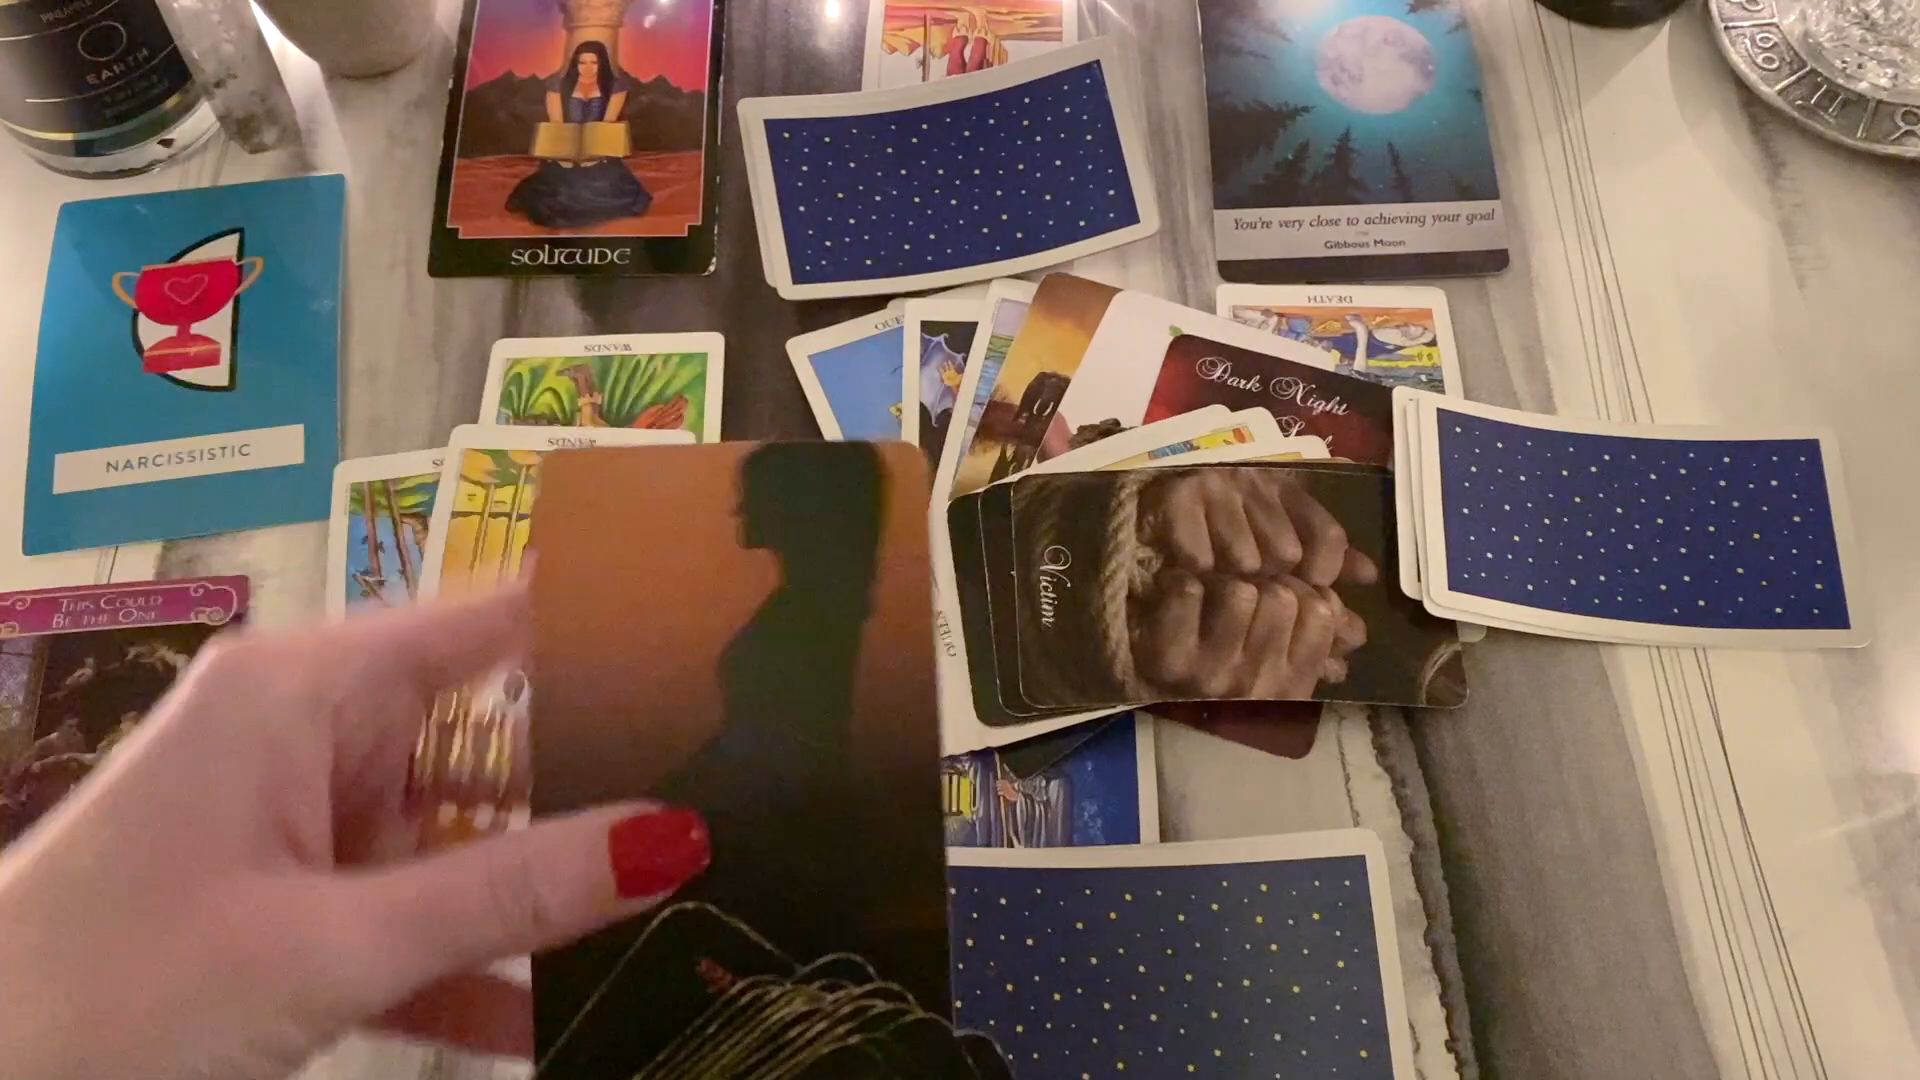 EARTH
SOLITUDE
You're very close to achieving your goal
Gibbous Moon
DEATH
WANDS
WANDS
Dark Night
NARCISSISTIC
Victim
THIS COULD
BE THE ONE
QUEEN